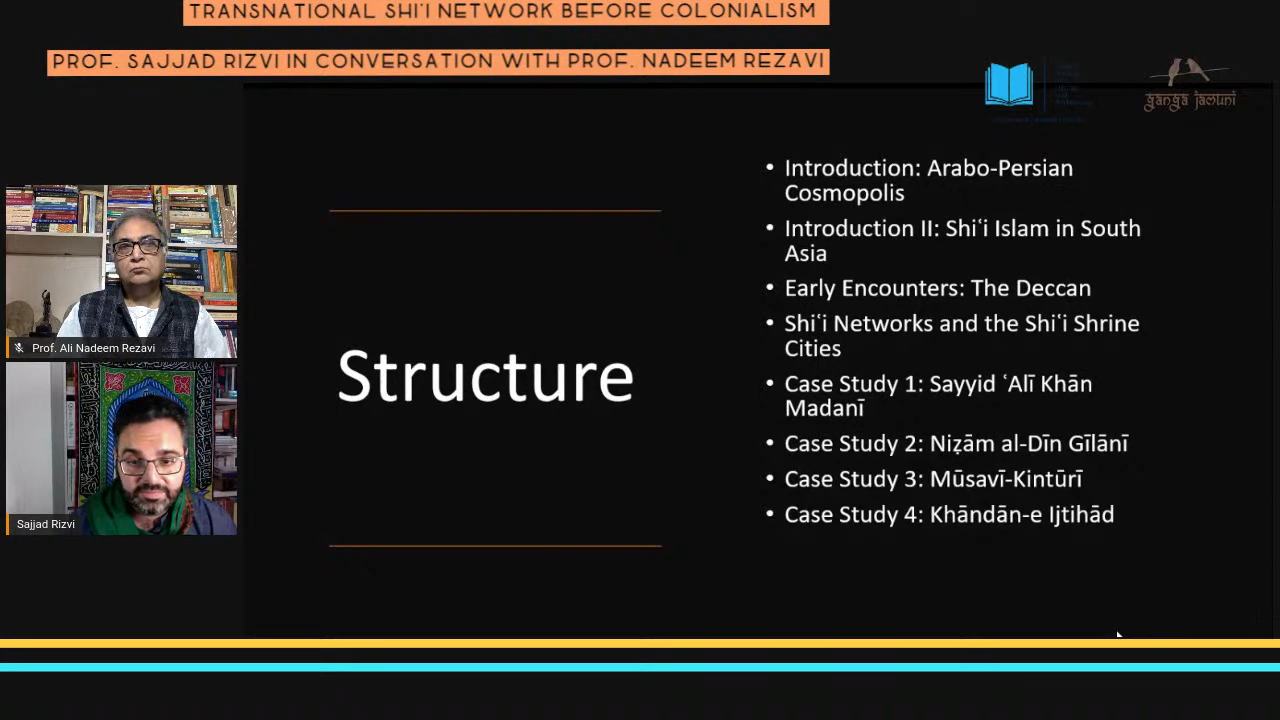 TRANSNATIONAL SHI'I NETWORK BEFORE COLONIALISM
PROF. SAJJAD RIZVI IN CONVERSATION WITH PROF. NADEEM REZAVI
ganga jamuni
Prof. Ali Nadeem Rezavi
Sajjad Rizvi
Structure
• Introduction: Arabo-Persian
Cosmopolis
• Introduction II: Shiʿi Islam in South
Asia
• Early Encounters: The Deccan
• Shiʿi Networks and the Shiʿi Shrine
Cities
• Case Study 1: Sayyid ʿAlī Khān
Madanī
• Case Study 2: Niẓām al-Dīn Gīlānī
• Case Study 3: Mūsavī-Kintūrī
• Case Study 4: Khāndān-e Ijtihād